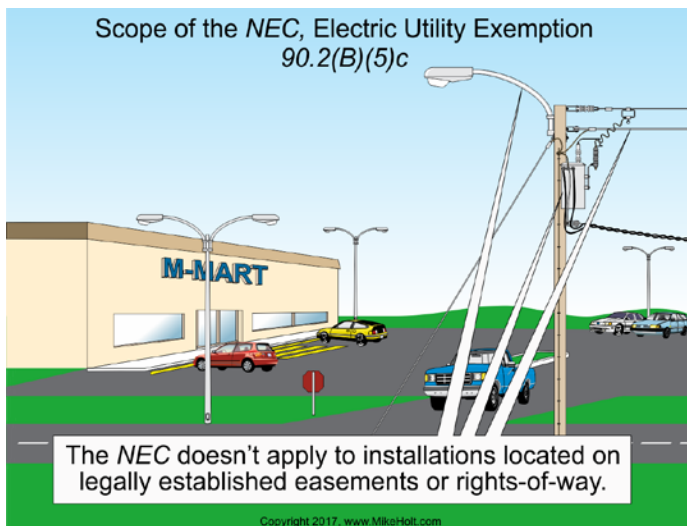 Scope of the NEC, Electric Utility Exemption
90.2(B)(5)c
M-MART
The NEC doesn't apply to installations located on
legally established easements or rights-of-way.
Copyright 2017, www.MikeHolt.com